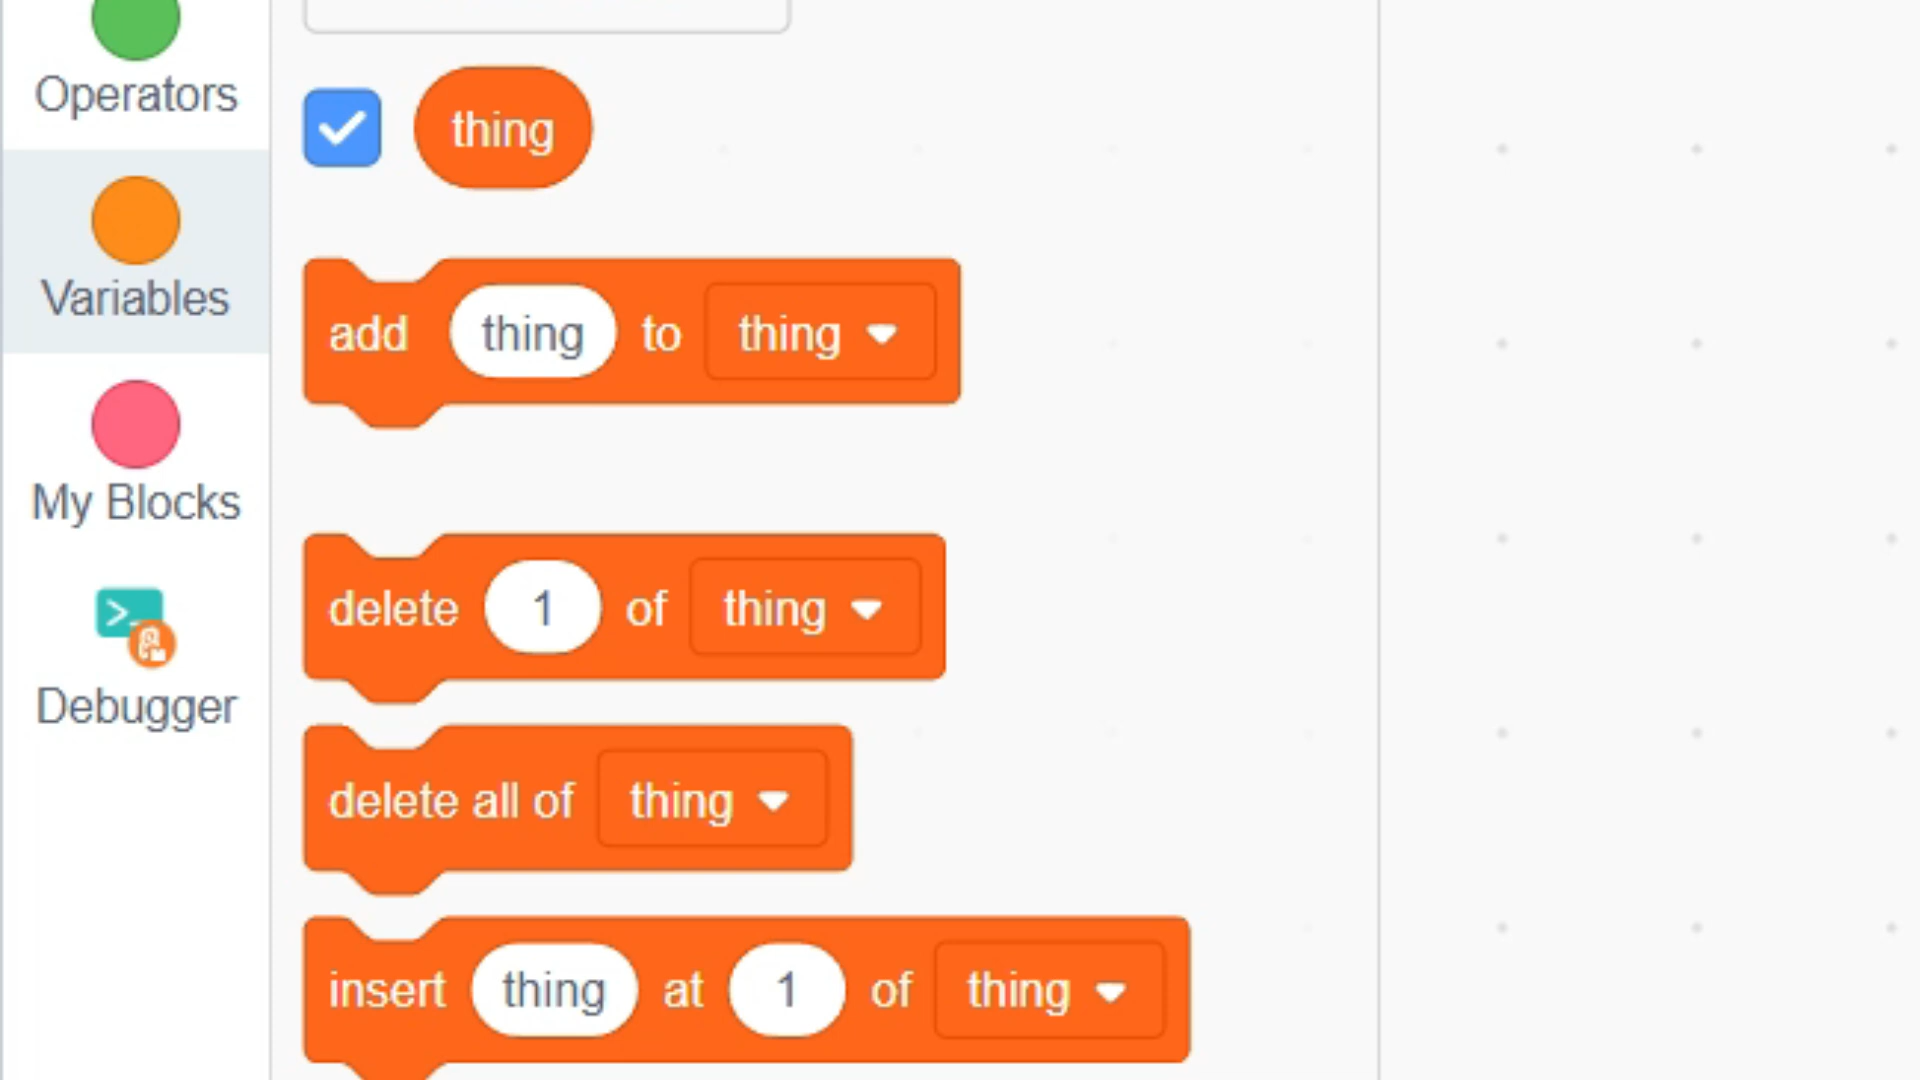 Operators
Variables
My Blocks
>_
Debugger
thing
add thing to thing
delete 1 of thing
delete all of thing
insert thing at 1 of thing